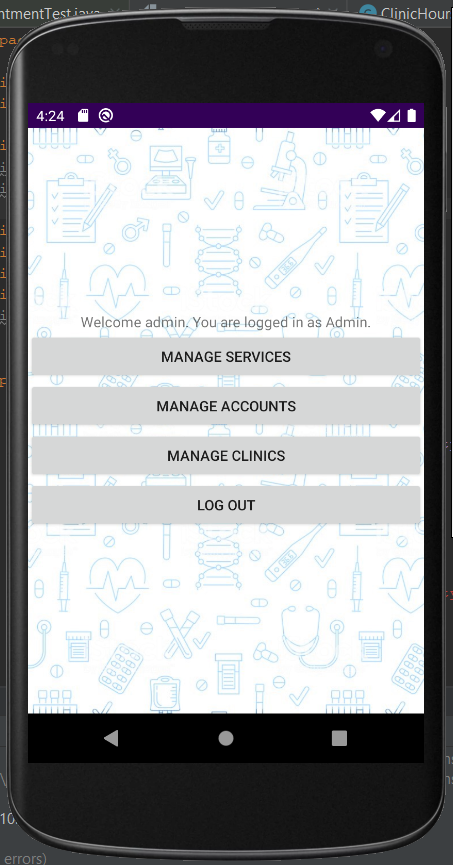 ntmentTest.java
ClinicHour
4:24
Welcome admin. You are logged in as Admin.
MANAGE SERVICES
MANAGE ACCOUNTS
MANAGE CLINICS
LOG OUT
errors)